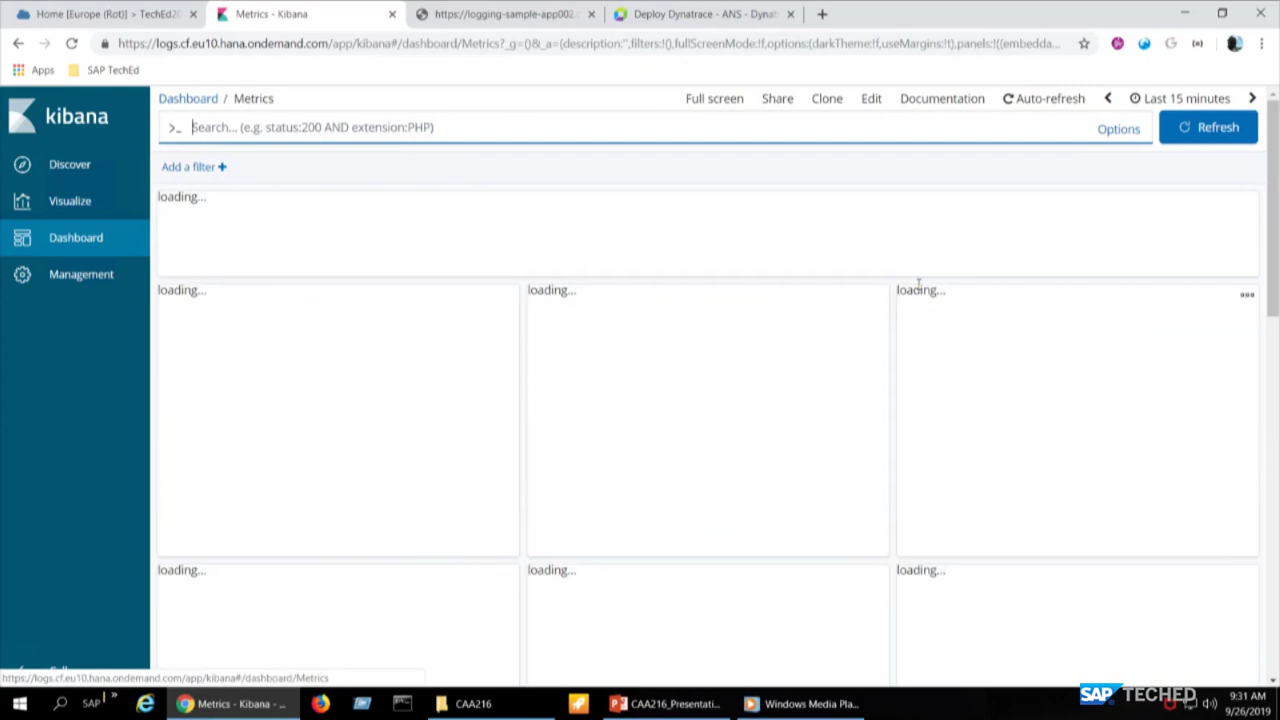 Home [Europe (Rot)] > TechEd2
Metrics - Kibana
https://logging-sample-app002.
Deploy Dynatrace - ANS - Dynat
https://logs.cf.eu10.hana.ondemand.com/app/kibana#/dashboard/Metrics?_g=()&_a=(description:'',filters:!(),fullScreenMode:!f,options:(darkTheme:!f,useMargins:!f),panels:!((embedda...
Apps
SAP TechEd
kibana
Dashboard / Metrics
Full screen
Share
Clone
Edit
Documentation
Auto-refresh
Last 15 minutes
>_ Search... (e.g. status:200 AND extension:PHP)
Options
Refresh
Add a filter +
Discover
Visualize
Dashboard
Management
loading...
loading...
loading...
loading...
loading...
loading...
loading...
https://logs.cf.eu10.hana.ondemand.com/app/kibana#/dashboard/Metrics
SAP
Metrics - Kibana - ...
CAA216
CAA216_Presentati...
Windows Media Pla...
SAP TECHED
9:31 AM
9/26/2019